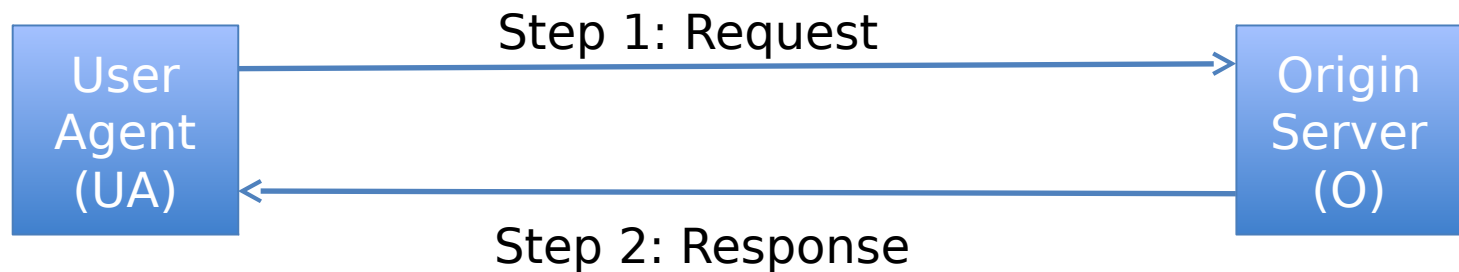 Step 1: Request
User
Agent
(UA)
Origin
Server
(O)
Step 2: Response